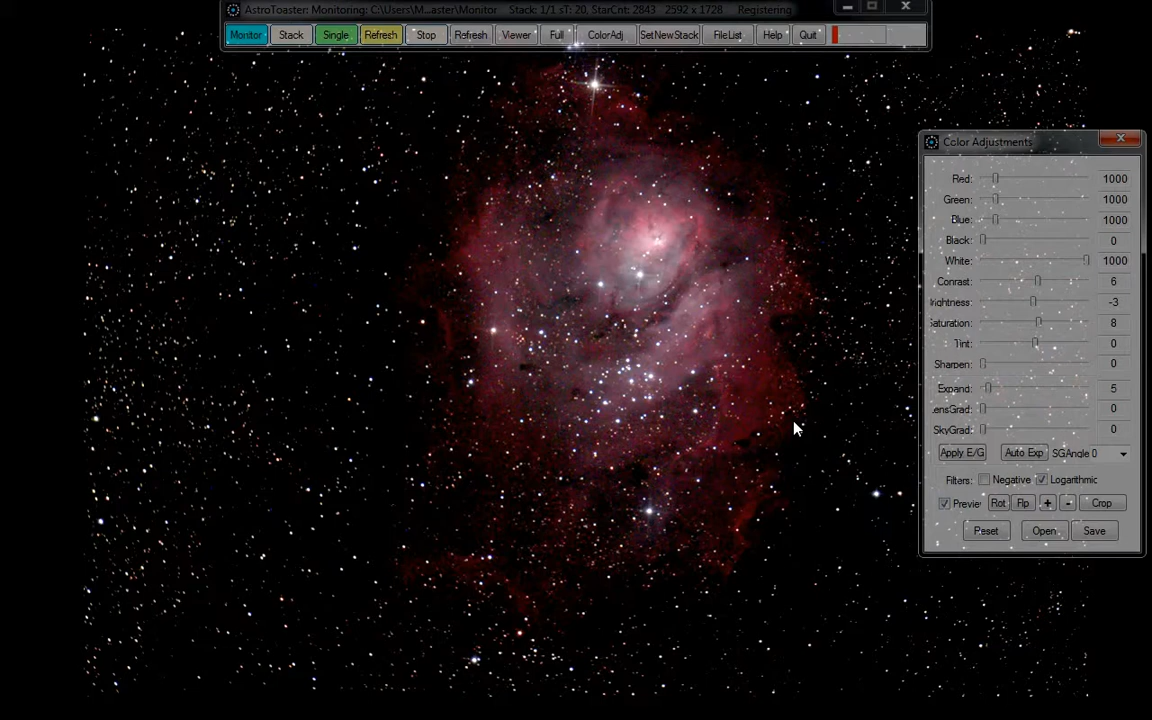 AstroToaster: Monitoring: C:\Users\M...aster\Monitor Stack: 1/1 sT: 20, StarCnt: 2843 2592 x 1728 Registering
Monitor Stack Single Refresh Stop Refresh Viewer Full ColorAdj SetNewStack FileList Help Quit
Color Adjustments
Red: 1000
Green: 1000
Blue: 1000
Black: 0
White: 1000
Contrast: 6
rightness: -3
Saturation: 8
Tint: 0
Sharpen: 0
Expand: 5
LensGrad: 0
SkyGrad: 0
Apply E/G Auto Exp SGAngle 0
Filters: Negative Logarithmic
Previe Rot Flp + - Crop
Reset Open Save